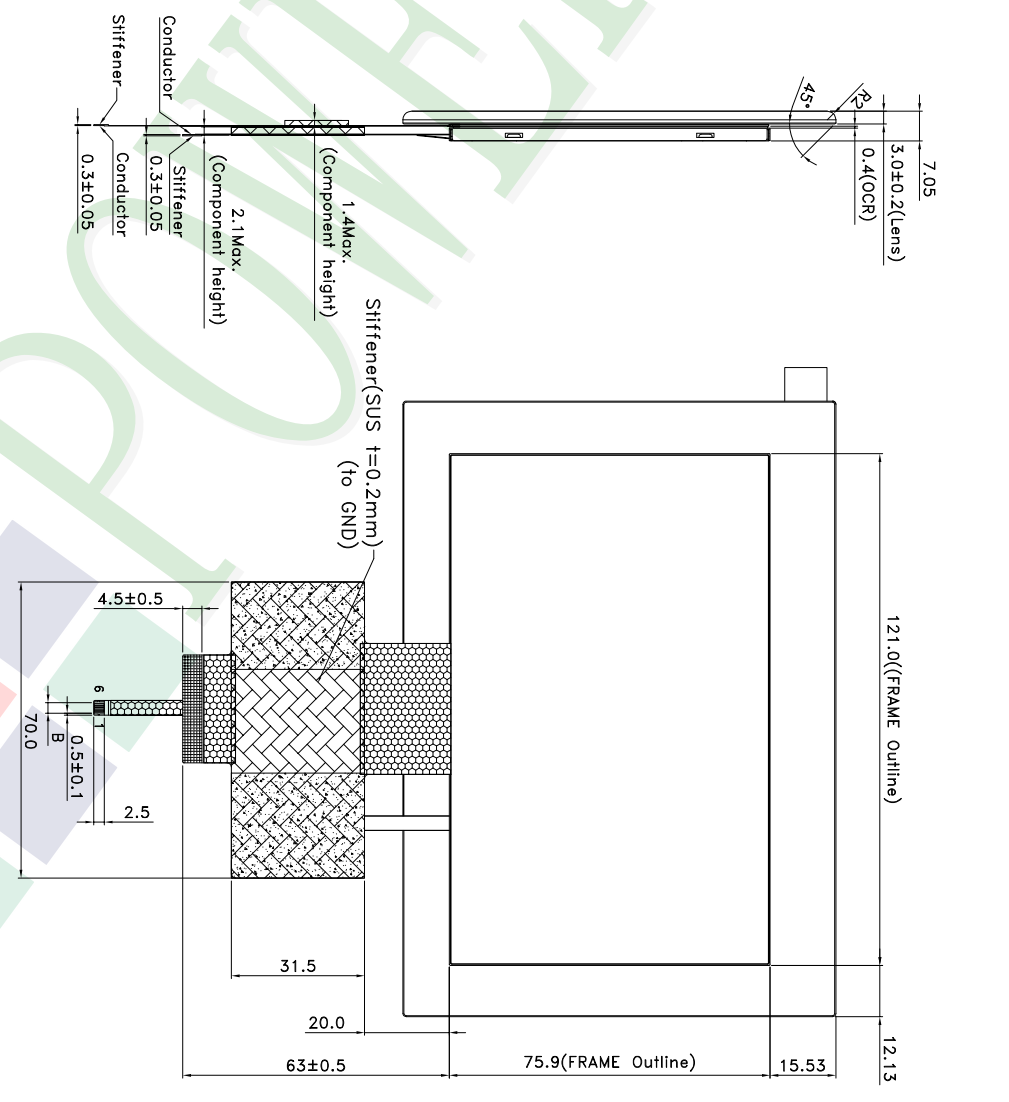 POWER
Stiffener
Conductor
Conductor
0.3±0.05
Stiffener
0.3±0.05
2.1Max.
(Component height)
1.4Max.
(Component height)
45°
R2
7.05
3.0±0.2(Lens)
0.4(OCR)
Stiffener(SUS t=0.2mm)
(to GND)
121.0((FRAME Outline)
12.13
4.5±0.5
6
1
B
0.5±0.1
70.0
2.5
31.5
20.0
63±0.5
75.9(FRAME Outline)
15.53